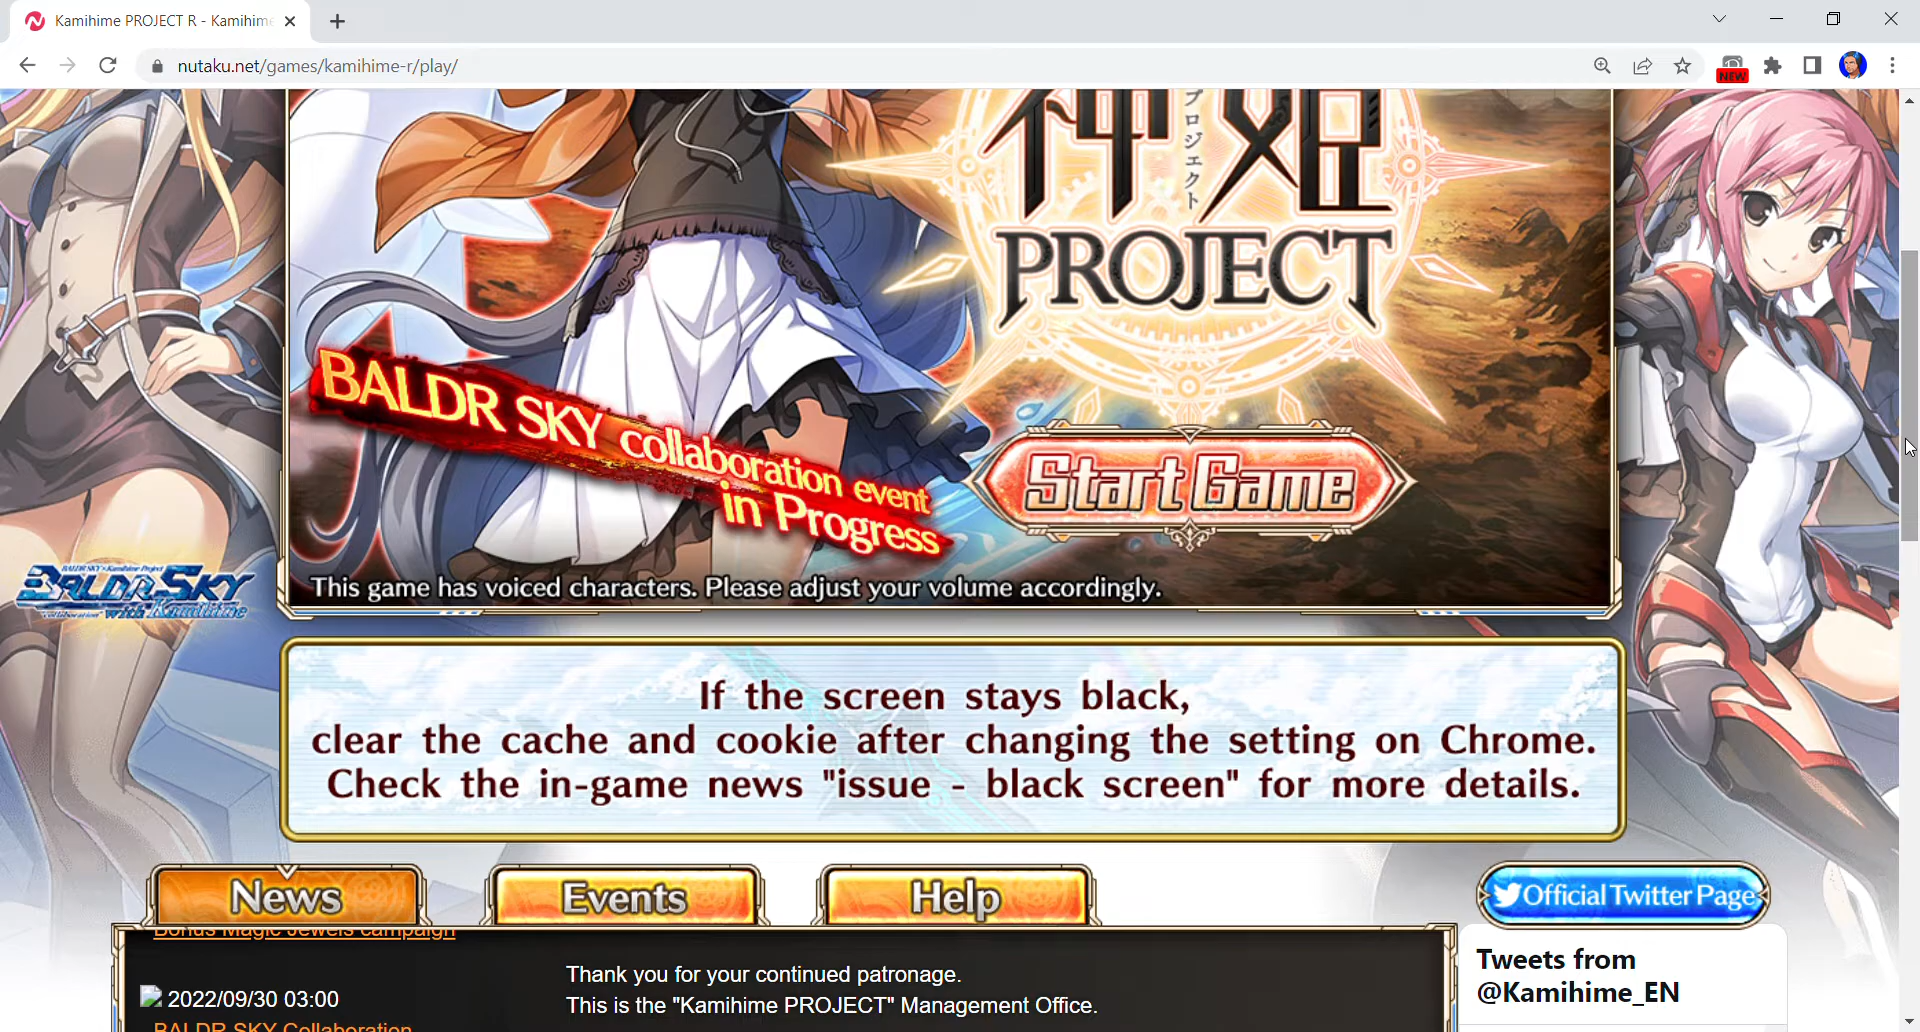 Kamihime PROJECT R - Kamihime
nutaku.net/games/kamihime-r/play/
NEW
神姫
プロジェクト
PROJECT
BALDR SKY collaboration event
in Progress
Start Game
BALDR SKY
with Kamihime
This game has voiced characters. Please adjust your volume accordingly.
If the screen stays black,
clear the cache and cookie after changing the setting on Chrome.
Check the in-game news "issue - black screen" for more details.
News
Events
Help
Official Twitter Page
Bonus Magic Jewels campaign
Thank you for your continued patronage.
2022/09/30 03:00
This is the "Kamihime PROJECT" Management Office.
BALDR SKY Collaboration
Tweets from
@Kamihime_EN